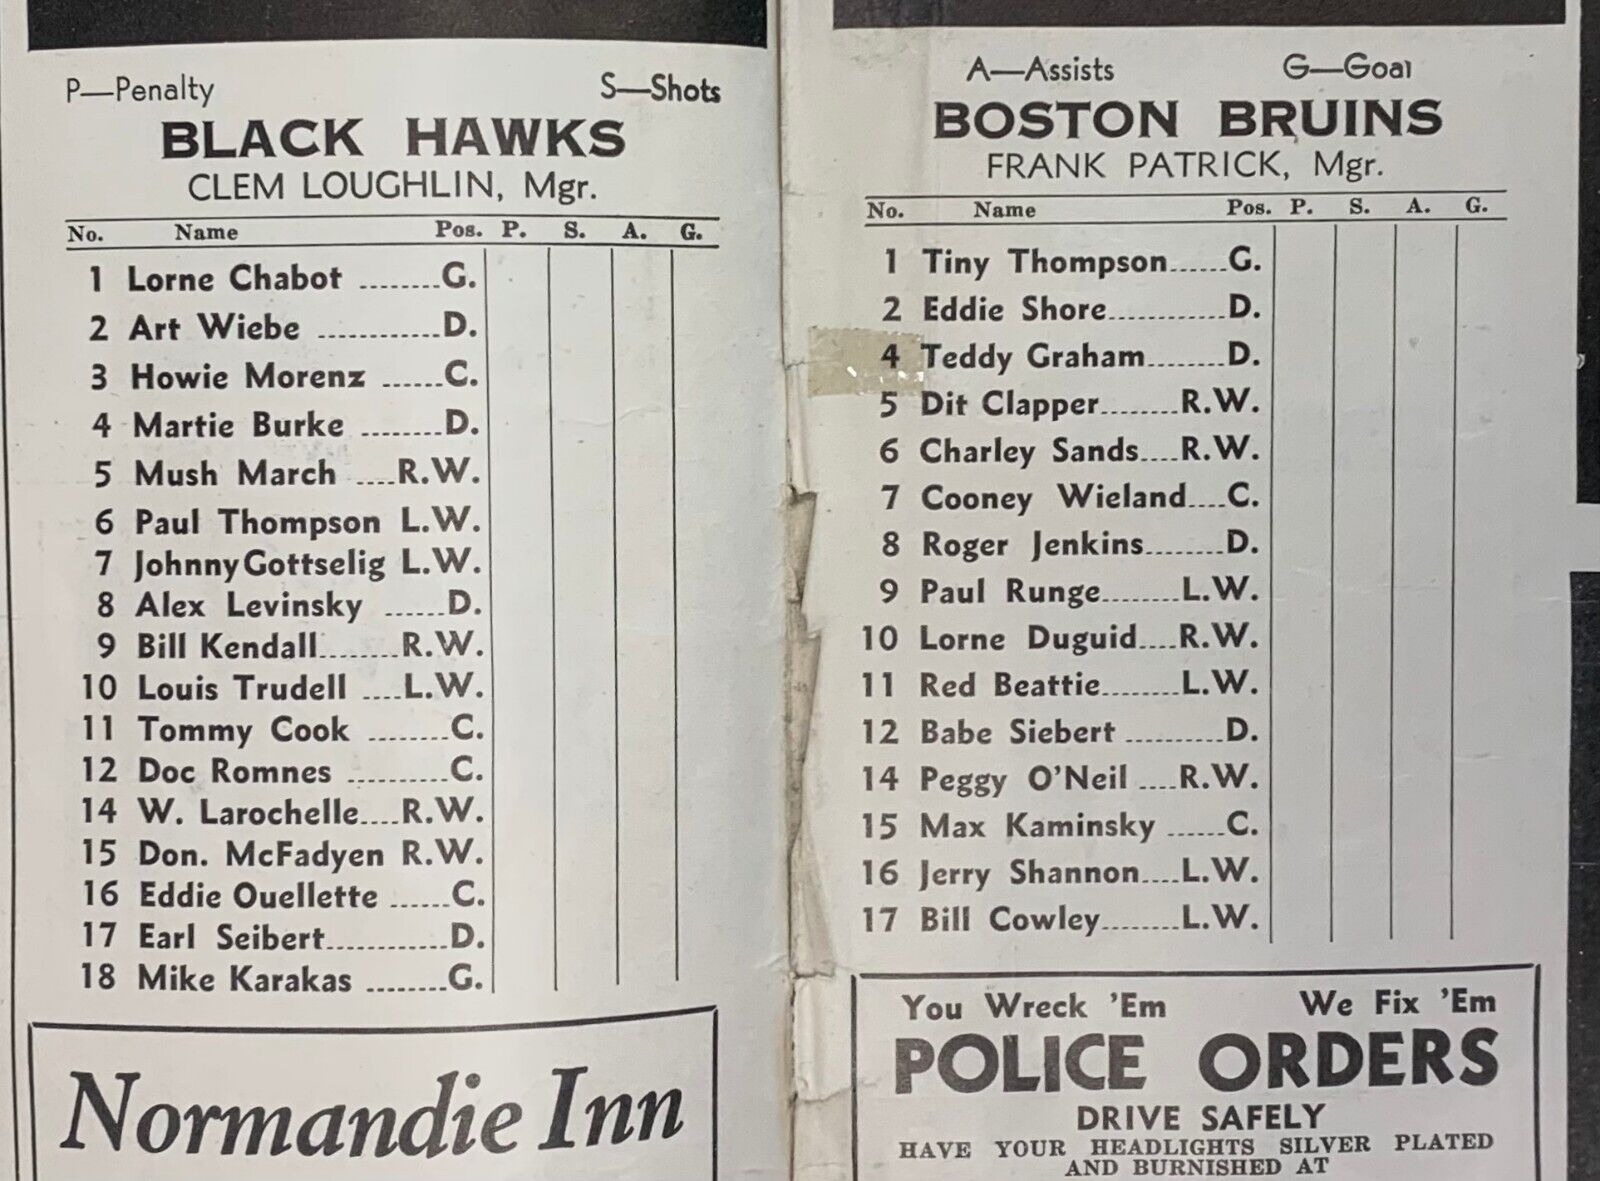 P—Penalty S—Shots
BLACK HAWKS
CLEM LOUGHLIN, Mgr.
No. Name Pos. P. S. A. G.
1 Lorne Chabot ........G.
2 Art Wiebe ............D.
3 Howie Morenz ......C.
4 Martie Burke ........D.
5 Mush March ....R.W.
6 Paul Thompson L.W.
7 Johnny Gottselig L.W.
8 Alex Levinsky ......D.
9 Bill Kendall........R.W.
10 Louis Trudell ....L.W.
11 Tommy Cook ........C.
12 Doc Romnes ..........C.
14 W. Larochelle....R.W.
15 Don. McFadyen R.W.
16 Eddie Ouellette ......C.
17 Earl Seibert............D.
18 Mike Karakas ........G.
Normandie Inn
A—Assists G—Goal
BOSTON BRUINS
FRANK PATRICK, Mgr.
No. Name Pos. P. S. A. G.
1 Tiny Thompson......G.
2 Eddie Shore............D.
4 Teddy Graham........D.
5 Dit Clapper........R.W.
6 Charley Sands....R.W.
7 Cooney Wieland....C.
8 Roger Jenkins........D.
9 Paul Runge........L.W.
10 Lorne Duguid....R.W.
11 Red Beattie........L.W.
12 Babe Siebert ..........D.
14 Peggy O'Neil ....R.W.
15 Max Kaminsky ......C.
16 Jerry Shannon....L.W.
17 Bill Cowley........L.W.
You Wreck 'Em We Fix 'Em
POLICE ORDERS
DRIVE SAFELY
HAVE YOUR HEADLIGHTS SILVER PLATED
AND BURNISHED AT